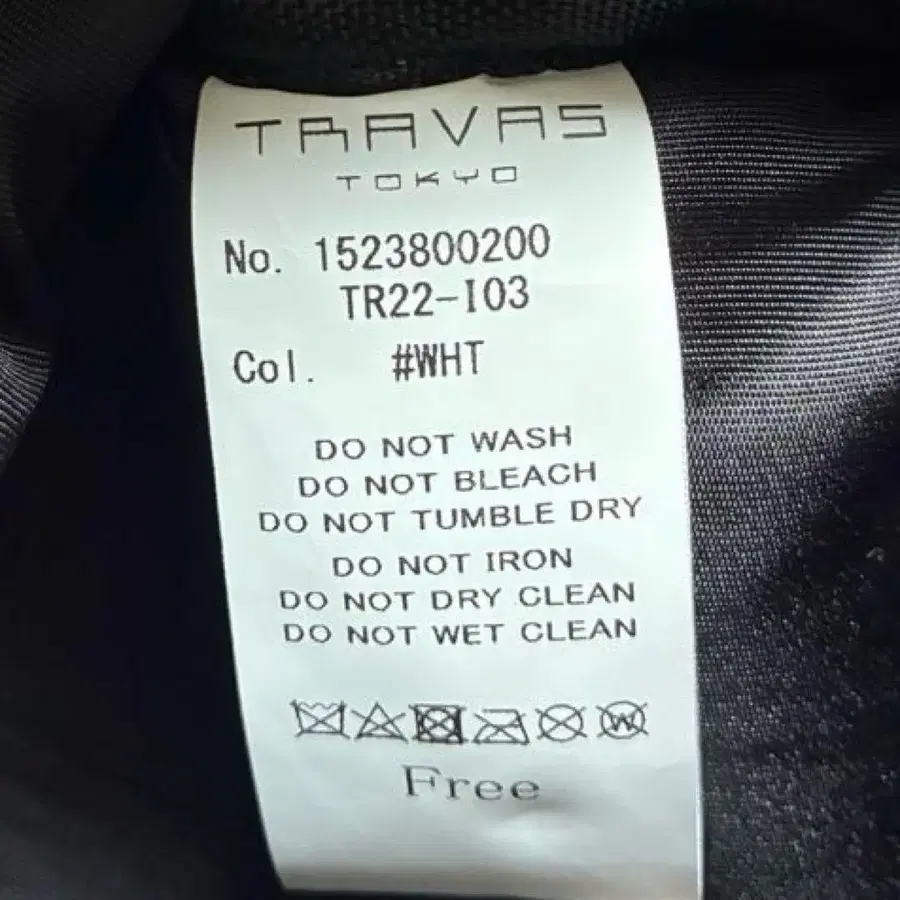 TRAVAS
TOKYO
No. 1523800200
TR22-I03
Col. #WHT
DO NOT WASH
DO NOT BLEACH
DO NOT TUMBLE DRY
DO NOT IRON
DO NOT DRY CLEAN
DO NOT WET CLEAN
W
Free